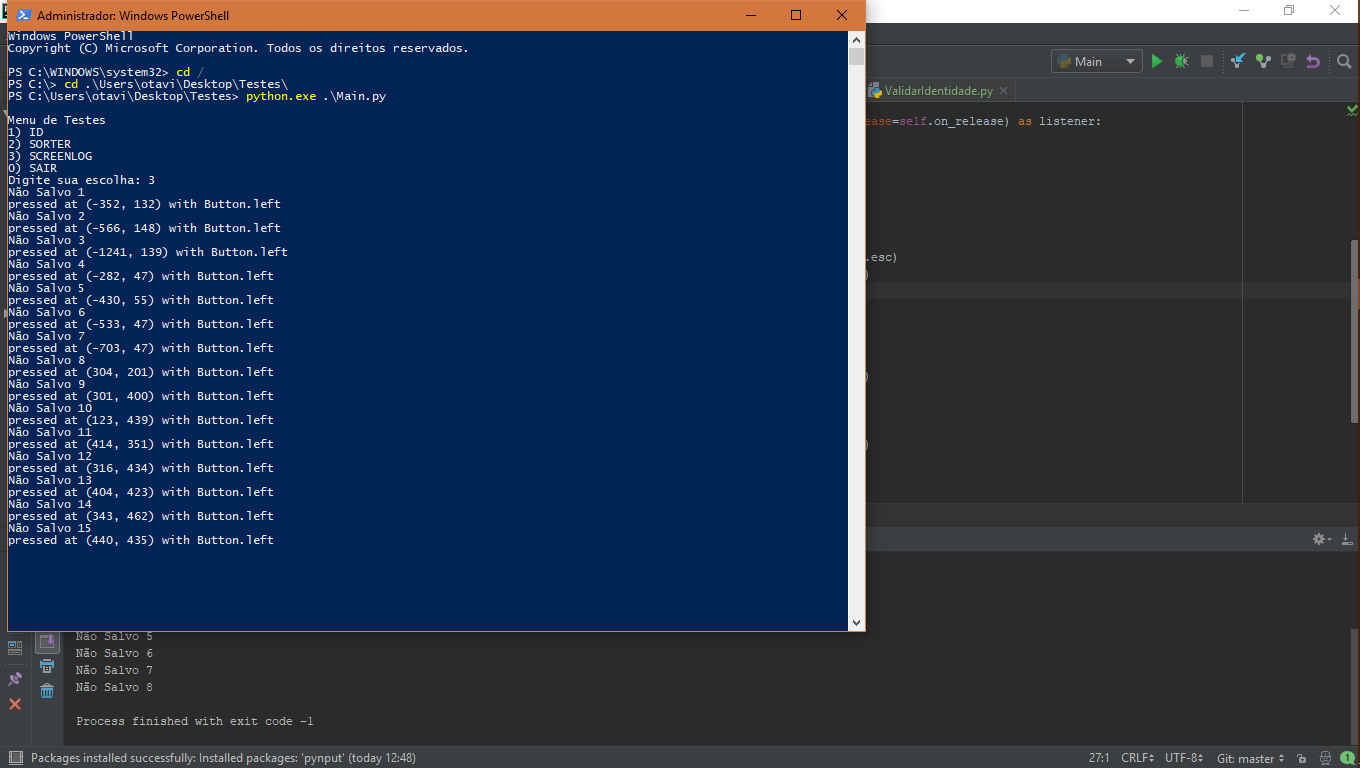 Administrador: Windows PowerShell
Windows PowerShell
Copyright (C) Microsoft Corporation. Todos os direitos reservados.
PS C:\WINDOWS\system32> cd /
PS C:\> cd .\Users\otavi\Desktop\Testes\
PS C:\Users\otavi\Desktop\Testes> python.exe .\Main.py
Menu de Testes
1) ID
2) SORTER
3) SCREENLOG
0) SAIR
Digite sua escolha: 3
Não Salvo 1
pressed at (-352, 132) with Button.left
Não Salvo 2
pressed at (-566, 148) with Button.left
Não Salvo 3
pressed at (-1241, 139) with Button.left
Não Salvo 4
pressed at (-282, 47) with Button.left
Não Salvo 5
pressed at (-430, 55) with Button.left
Não Salvo 6
pressed at (-533, 47) with Button.left
Não Salvo 7
pressed at (-703, 47) with Button.left
Não Salvo 8
pressed at (304, 201) with Button.left
Não Salvo 9
pressed at (301, 400) with Button.left
Não Salvo 10
pressed at (123, 439) with Button.left
Não Salvo 11
pressed at (414, 351) with Button.left
Não Salvo 12
pressed at (316, 434) with Button.left
Não Salvo 13
pressed at (404, 423) with Button.left
Não Salvo 14
pressed at (343, 462) with Button.left
Não Salvo 15
pressed at (440, 435) with Button.left
Main
ValidarIdentidade.py
ease=self.on_release) as listener:
.esc)
)
)
)
Não Salvo 5
Não Salvo 6
Não Salvo 7
Não Salvo 8
Process finished with exit code -1
Packages installed successfully: Installed packages: 'pynput' (today 12:48)
27:1 CRLF UTF-8 Git: master 1